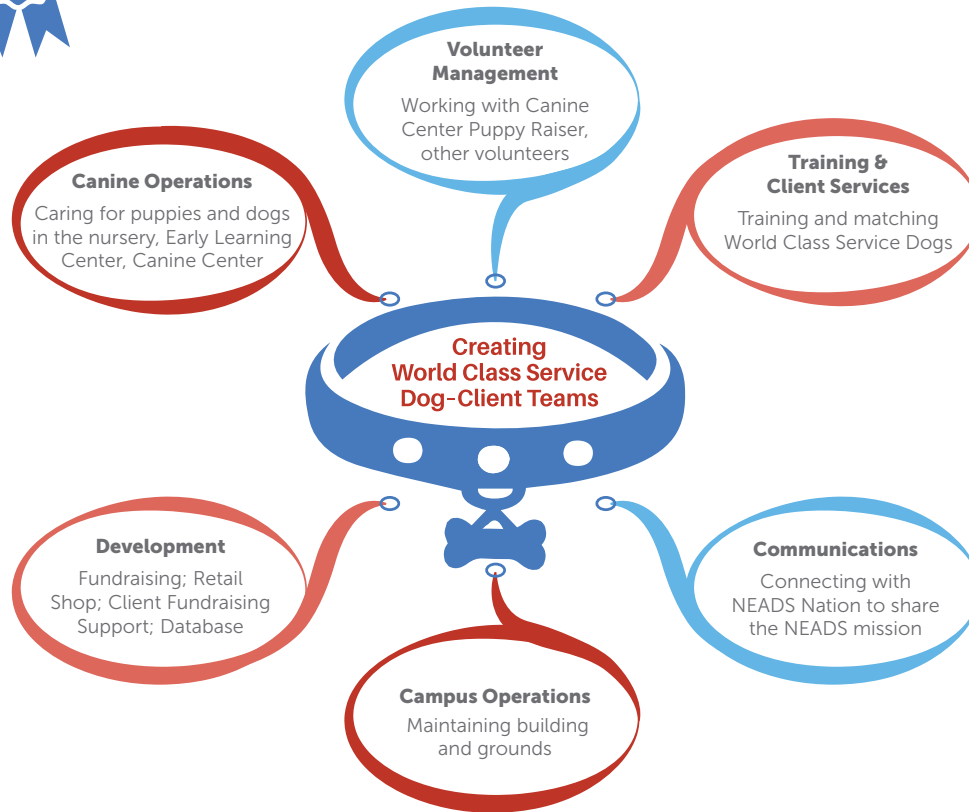 Volunteer
Management
Working with Canine
Center Puppy Raiser,
other volunteers
Canine Operations
Caring for puppies and dogs
in the nursery, Early Learning
Center, Canine Center
Training &
Client Services
Training and matching
World Class Service Dogs
Creating
World Class Service
Dog-Client Teams
Development
Fundraising; Retail
Shop; Client Fundraising
Support; Database
Communications
Connecting with
NEADS Nation to share
the NEADS mission
Campus Operations
Maintaining building
and grounds